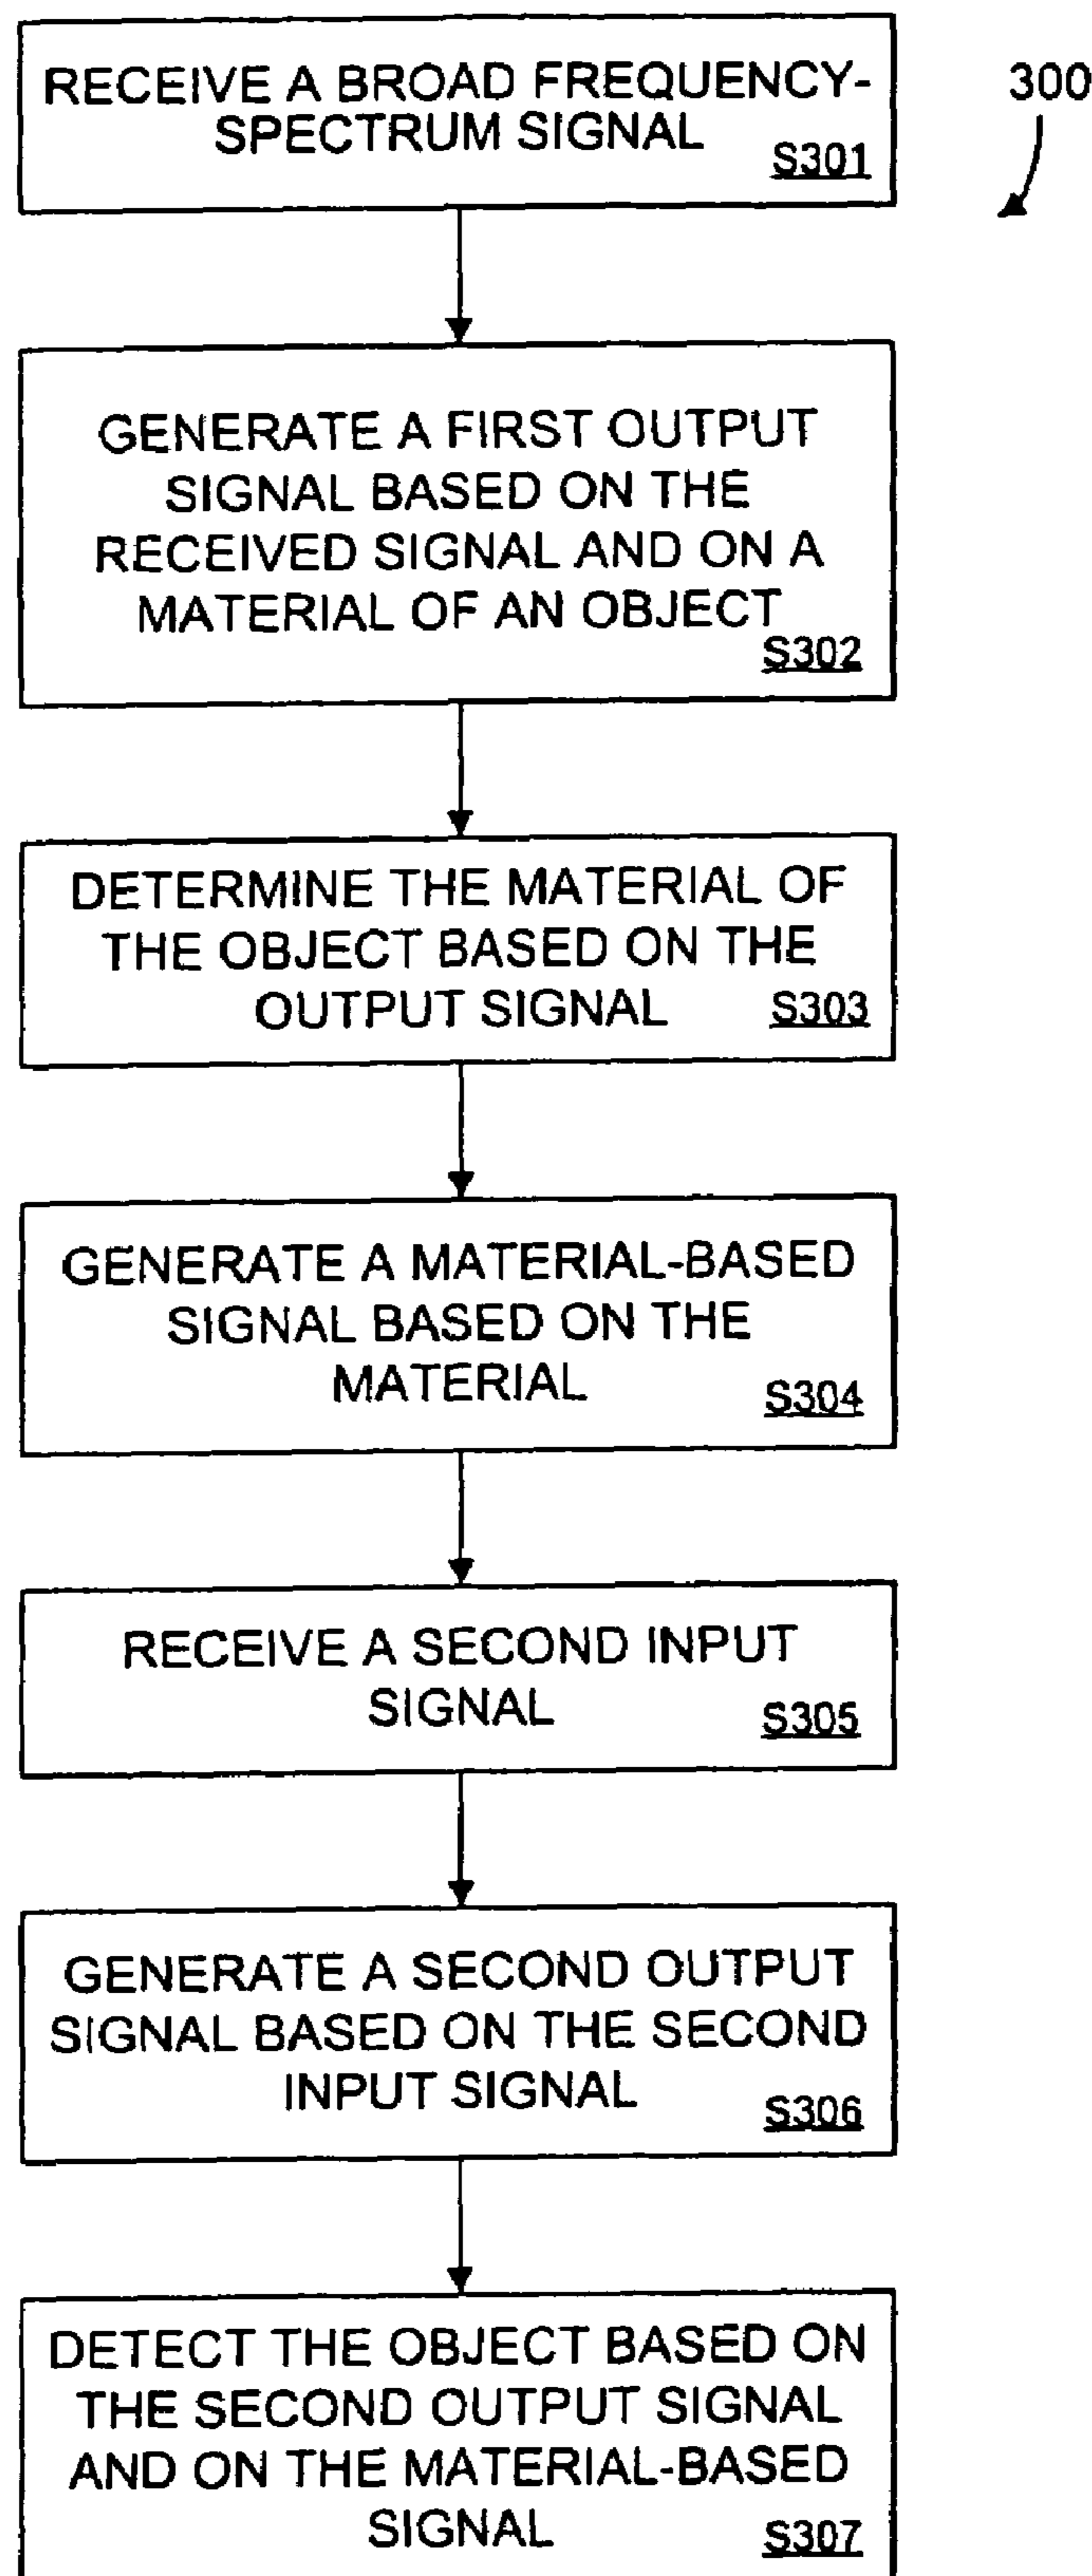 RECEIVE A BROAD FREQUENCY-
SPECTRUM SIGNAL
S301
300
GENERATE A FIRST OUTPUT
SIGNAL BASED ON THE
RECEIVED SIGNAL AND ON A
MATERIAL OF AN OBJECT
S302
DETERMINE THE MATERIAL OF
THE OBJECT BASED ON THE
OUTPUT SIGNAL S303
GENERATE A MATERIAL-BASED
SIGNAL BASED ON THE
MATERIAL S304
RECEIVE A SECOND INPUT
SIGNAL S305
GENERATE A SECOND OUTPUT
SIGNAL BASED ON THE SECOND
INPUT SIGNAL S306
DETECT THE OBJECT BASED ON
THE SECOND OUTPUT SIGNAL
AND ON THE MATERIAL-BASED
SIGNAL S307